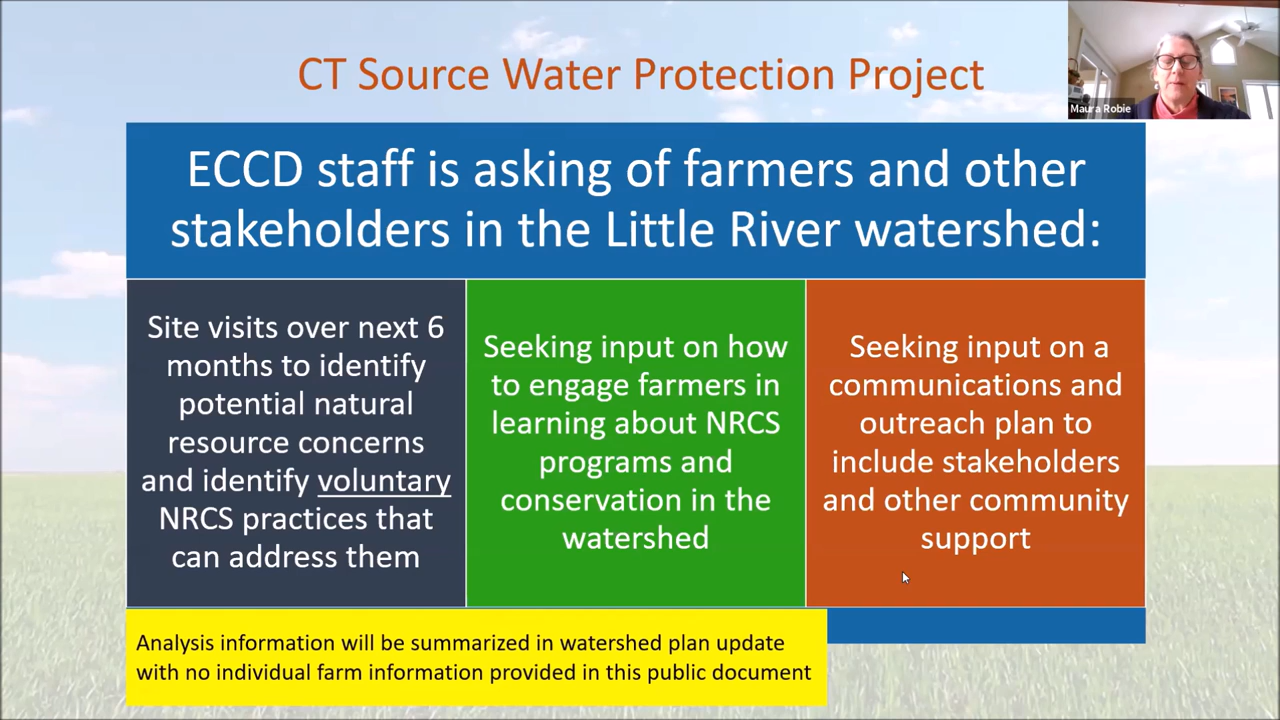 CT Source Water Protection Project
Maura Robie
ECCD staff is asking of farmers and other
stakeholders in the Little River watershed:
Site visits over next 6
months to identify
potential natural
resource concerns
and identify voluntary
NRCS practices that
can address them
Seeking input on how
to engage farmers in
learning about NRCS
programs and
conservation in the
watershed
Seeking input on a
communications and
outreach plan to
include stakeholders
and other community
support
Analysis information will be summarized in watershed plan update
with no individual farm information provided in this public document